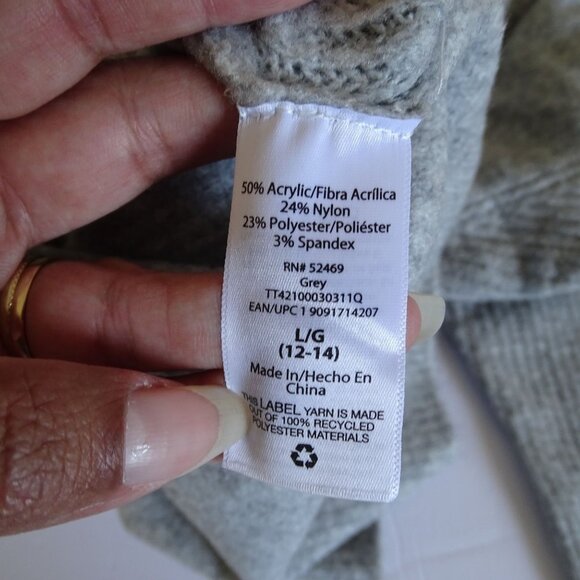 50% Acrylic/Fibra Acrílica
24% Nylon
23% Polyester/Poliéster
3% Spandex
RN# 52469
Grey
TT42100030311Q
EAN/UPC 1 9091714207
L/G
(12-14)
Made In/Hecho En
China
THIS LABEL YARN IS MADE
OUT OF 100% RECYCLED
POLYESTER MATERIALS